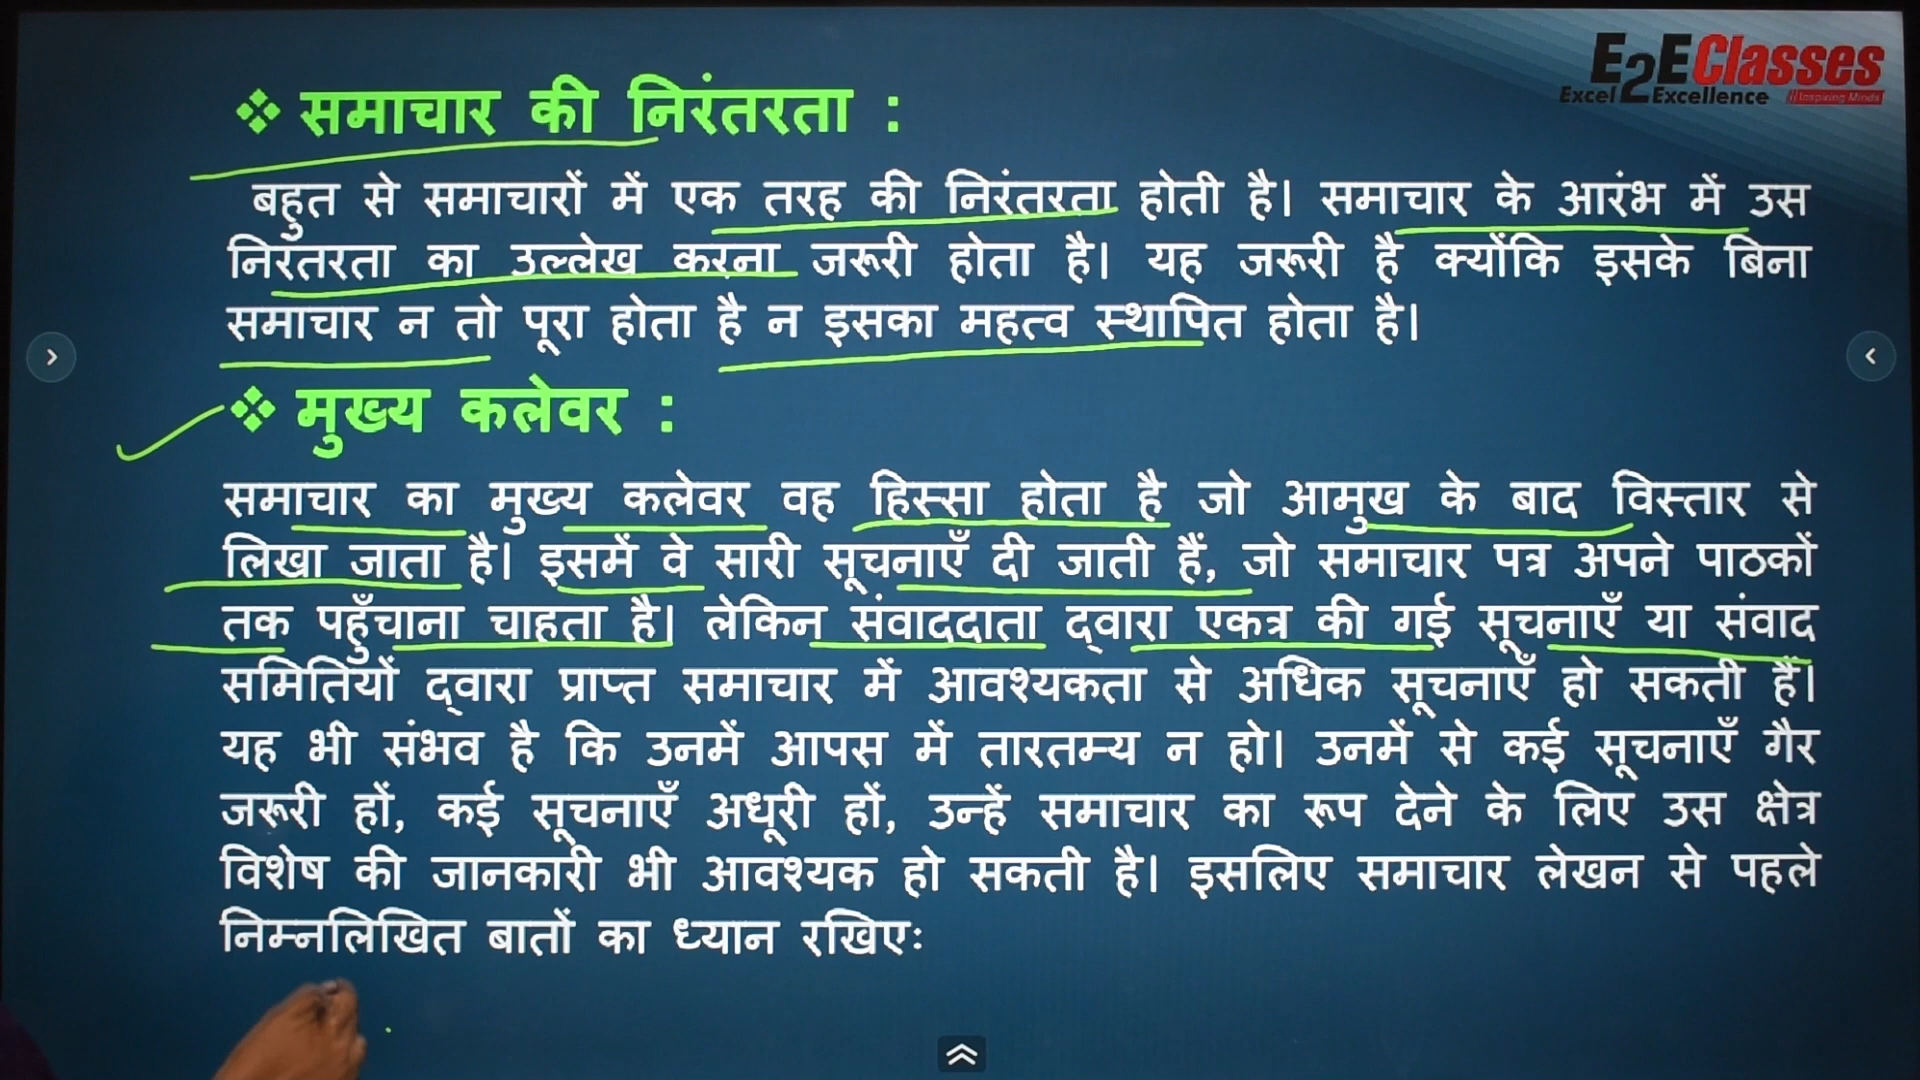 E2EClasses
Excel Excellence Inspiring Minds
❖ समाचार की निरंतरता :
बहुत से समाचारों में एक तरह की निरंतरता होती है। समाचार के आरंभ में उस
निरंतरता का उल्लेख करना जरूरी होता है। यह जरूरी है क्योंकि इसके बिना
समाचार न तो पूरा होता है न इसका महत्व स्थापित होता है।
❖ मुख्य कलेवर :
समाचार का मुख्य कलेवर वह हिस्सा होता है जो आमुख के बाद विस्तार से
लिखा जाता है। इसमें वे सारी सूचनाएँ दी जाती हैं, जो समाचार पत्र अपने पाठकों
तक पहुँचाना चाहता है। लेकिन संवाददाता द्वारा एकत्र की गई सूचनाएँ या संवाद
समितियों द्वारा प्राप्त समाचार में आवश्यकता से अधिक सूचनाएँ हो सकती हैं।
यह भी संभव है कि उनमें आपस में तारतम्य न हो। उनमें से कई सूचनाएँ गैर
जरूरी हों, कई सूचनाएँ अधूरी हों, उन्हें समाचार का रूप देने के लिए उस क्षेत्र
विशेष की जानकारी भी आवश्यक हो सकती है। इसलिए समाचार लेखन से पहले
निम्नलिखित बातों का ध्यान रखिएः